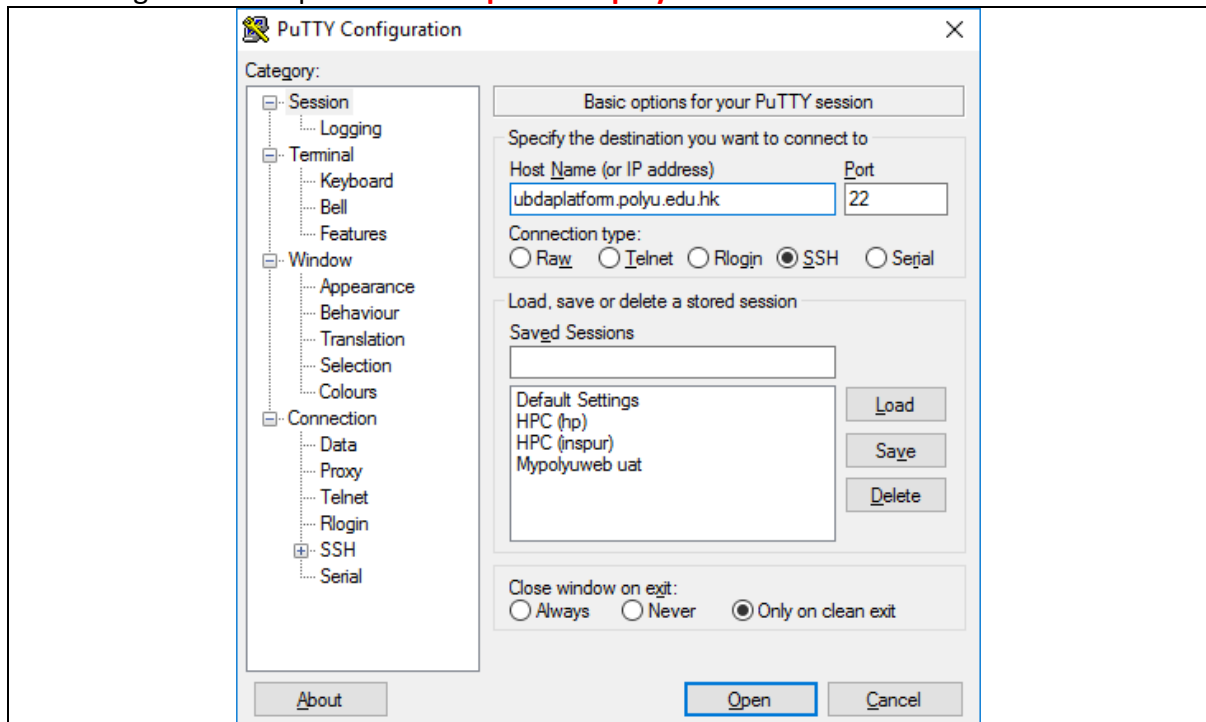 PuTTY Configuration
Category:
Session
Logging
Terminal
Keyboard
Bell
Features
Window
Appearance
Behaviour
Translation
Selection
Colours
Connection
Data
Proxy
Telnet
Rlogin
SSH
Serial
Basic options for your PuTTY session
Specify the destination you want to connect to
Host Name (or IP address) Port
ubdaplatform.polyu.edu.hk 22
Connection type:
Raw Telnet Rlogin SSH Serial
Load, save or delete a stored session
Saved Sessions
Default Settings
HPC (hp)
HPC (inspur)
Mypolyuweb uat
Load
Save
Delete
Close window on exit:
Always Never Only on clean exit
About Open Cancel